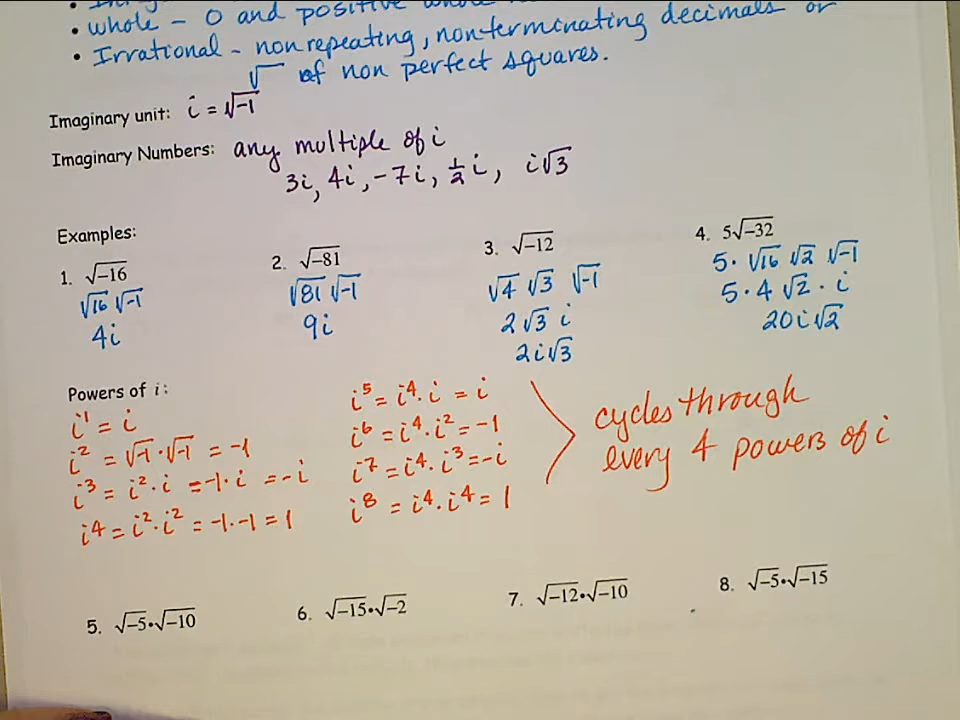 • whole - 0 and positive whole
• Irrational - nonrepeating, nonterminating decimals or
√ of non perfect squares.
Imaginary unit: i = √-1
Imaginary Numbers: any multiple of i
3i, 4i, -7i, 1/2 i, i√3
Examples:
1. √-16 2. √-81 3. √-12 4. 5√-32
√16 √-1 √81 √-1 √4 √3 √-1 5·√16 √2 √-1
4i 9i 2√3 i 5·4 √2 · i
2i√3 20i√2
Powers of i:
i¹ = i i⁵ = i⁴·i = i
i² = √-1·√-1 = -1 i⁶ = i⁴·i² = -1
i³ = i²·i = -1·i = -i i⁷ = i⁴·i³ = -i
i⁴ = i²·i² = -1·-1 = 1 i⁸ = i⁴·i⁴ = 1
cycles through
every 4 powers of i
5. √-5•√-10 6. √-15•√-2 7. √-12•√-10 8. √-5•√-15